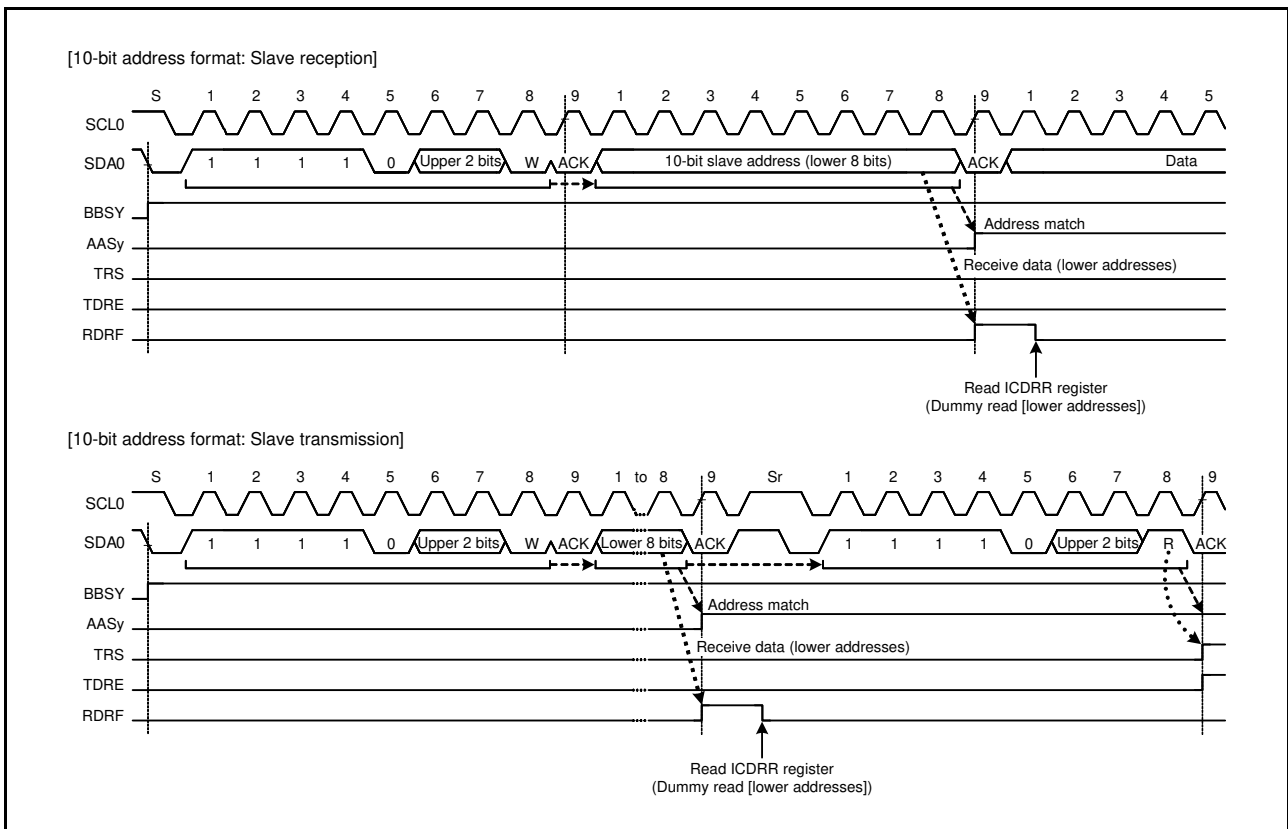 [10-bit address format: Slave reception]
S 1 2 3 4 5 6 7 8 9 1 2 3 4 5 6 7 8 9 1 2 3 4 5
SCL0
SDA0 1 1 1 1 0 Upper 2 bits W ACK 10-bit slave address (lower 8 bits) ACK Data
BBSY
Address match
AASy
Receive data (lower addresses)
TRS
TDRE
RDRF
Read ICDRR register
(Dummy read [lower addresses])
[10-bit address format: Slave transmission]
S 1 2 3 4 5 6 7 8 9 1 to 8 9 Sr 1 2 3 4 5 6 7 8 9
SCL0
SDA0 1 1 1 1 0 Upper 2 bits W ACK Lower 8 bits ACK 1 1 1 1 0 Upper 2 bits R ACK
BBSY
Address match
AASy
Receive data (lower addresses)
TRS
TDRE
RDRF
Read ICDRR register
(Dummy read [lower addresses])